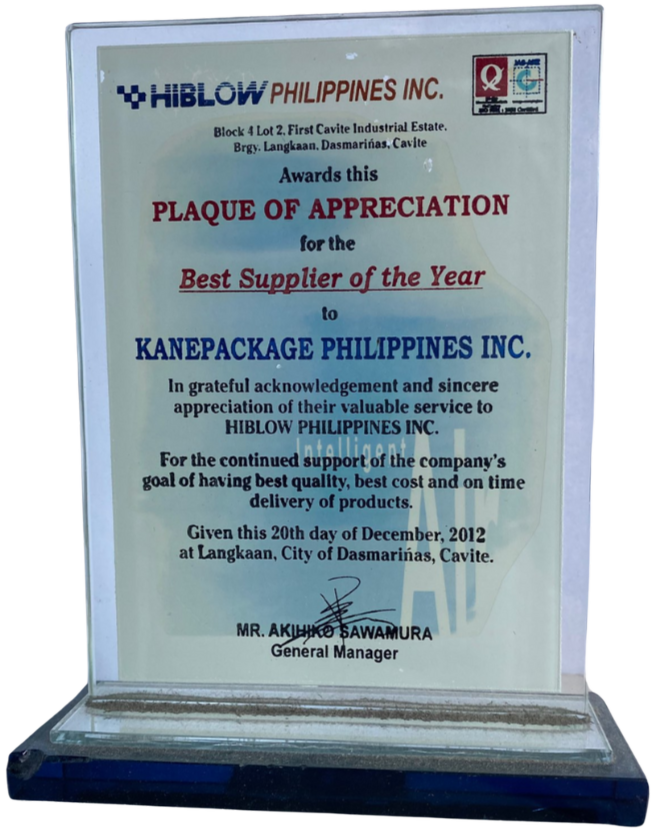 HIBLOW PHILIPPINES INC.
JAS-ANZ
Block 4 Lot 2, First Cavite Industrial Estate.
Brgy. Langkaan, Dasmariñas, Cavite
Awards this
PLAQUE OF APPRECIATION
for the
Best Supplier of the Year
to
KANEPACKAGE PHILIPPINES INC.
In grateful acknowledgement and sincere
appreciation of their valuable service to
HIBLOW PHILIPPINES INC.
Intelligent
For the continued support of the company's
goal of having best quality, best cost and on time
delivery of products.
Given this 20th day of December, 2012
at Langkaan, City of Dasmariñas, Cavite.
MR. AKIHIKO SAWAMURA
General Manager